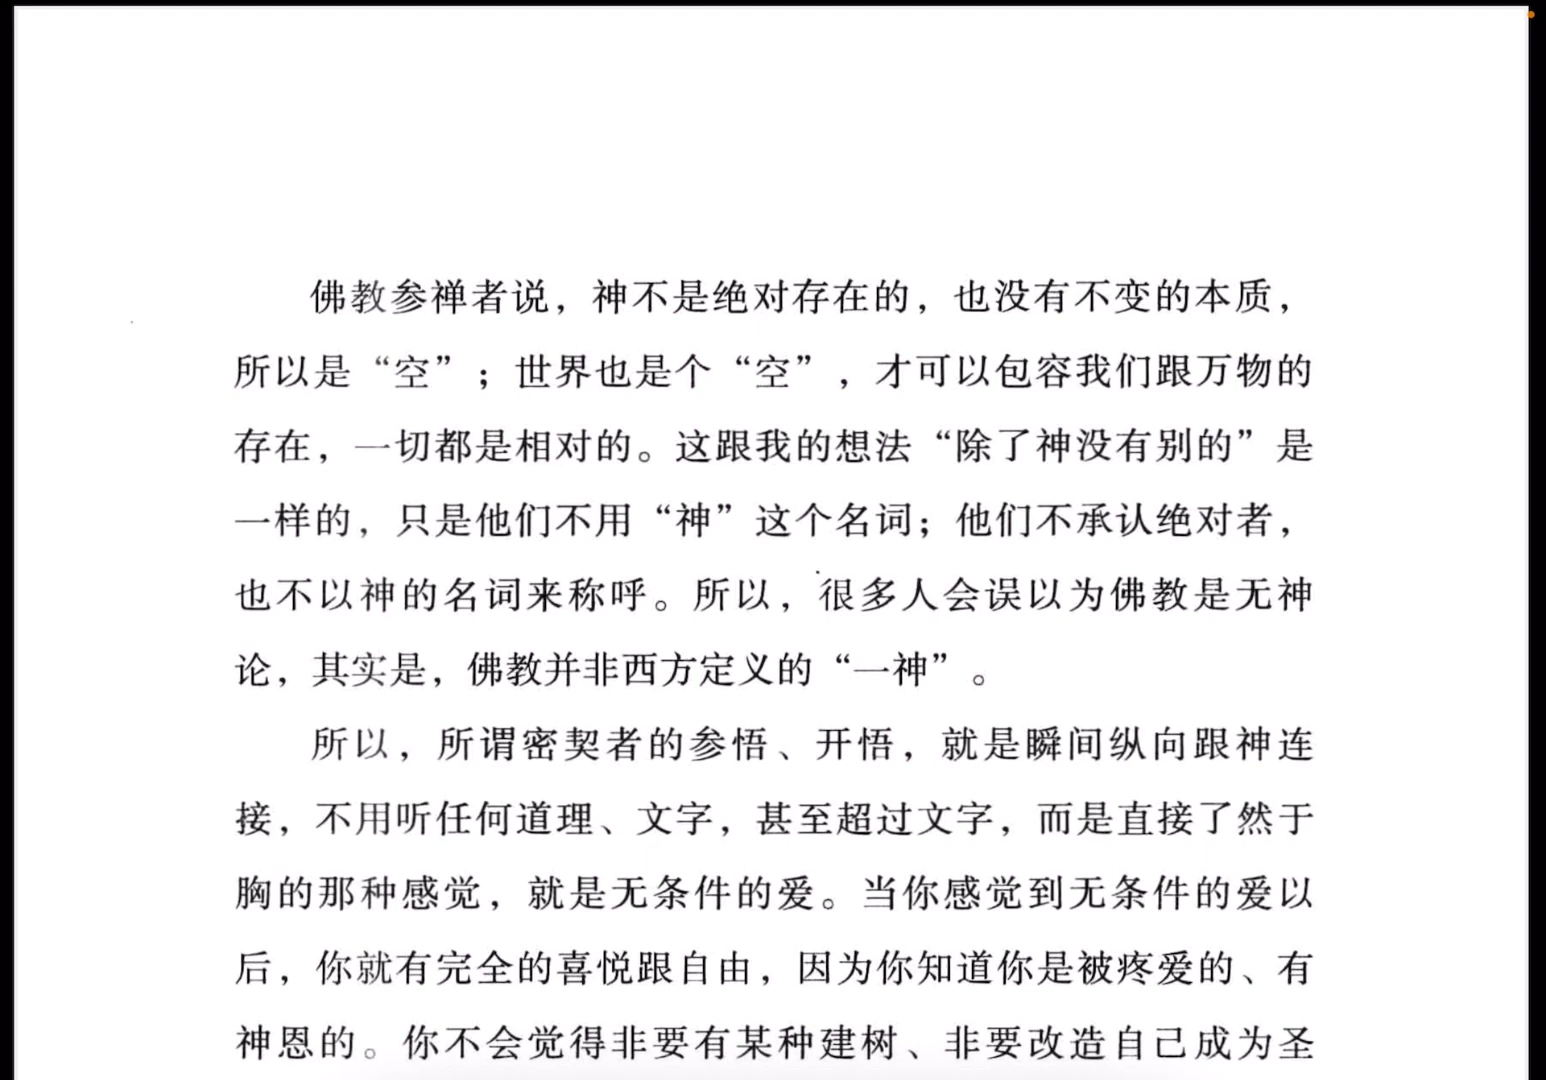 佛教参禅者说，神不是绝对存在的，也没有不变的本质，
所以是“空”；世界也是个“空”，才可以包容我们跟万物的
存在，一切都是相对的。这跟我的想法“除了神没有别的”是
一样的，只是他们不用“神”这个名词；他们不承认绝对者，
也不以神的名词来称呼。所以，很多人会误以为佛教是无神
论，其实是，佛教并非西方定义的“一神”。
所以，所谓密契者的参悟、开悟，就是瞬间纵向跟神连
接，不用听任何道理、文字，甚至超过文字，而是直接了然于
胸的那种感觉，就是无条件的爱。当你感觉到无条件的爱以
后，你就有完全的喜悦跟自由，因为你知道你是被疼爱的、有
神恩的。你不会觉得非要有某种建树、非要改造自己成为圣